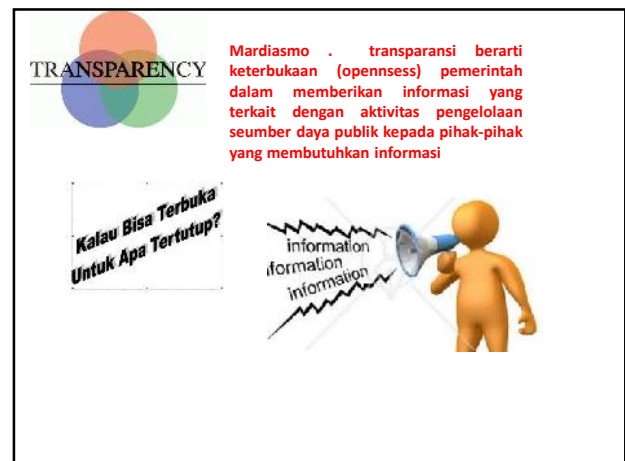 TRANSPARENCY
Mardiasmo . transparansi berarti
keterbukaan (opennsess) pemerintah
dalam memberikan informasi yang
terkait dengan aktivitas pengelolaan
seumber daya publik kepada pihak-pihak
yang membutuhkan informasi
Kalau Bisa Terbuka
Untuk Apa Tertutup?
information
formation
information